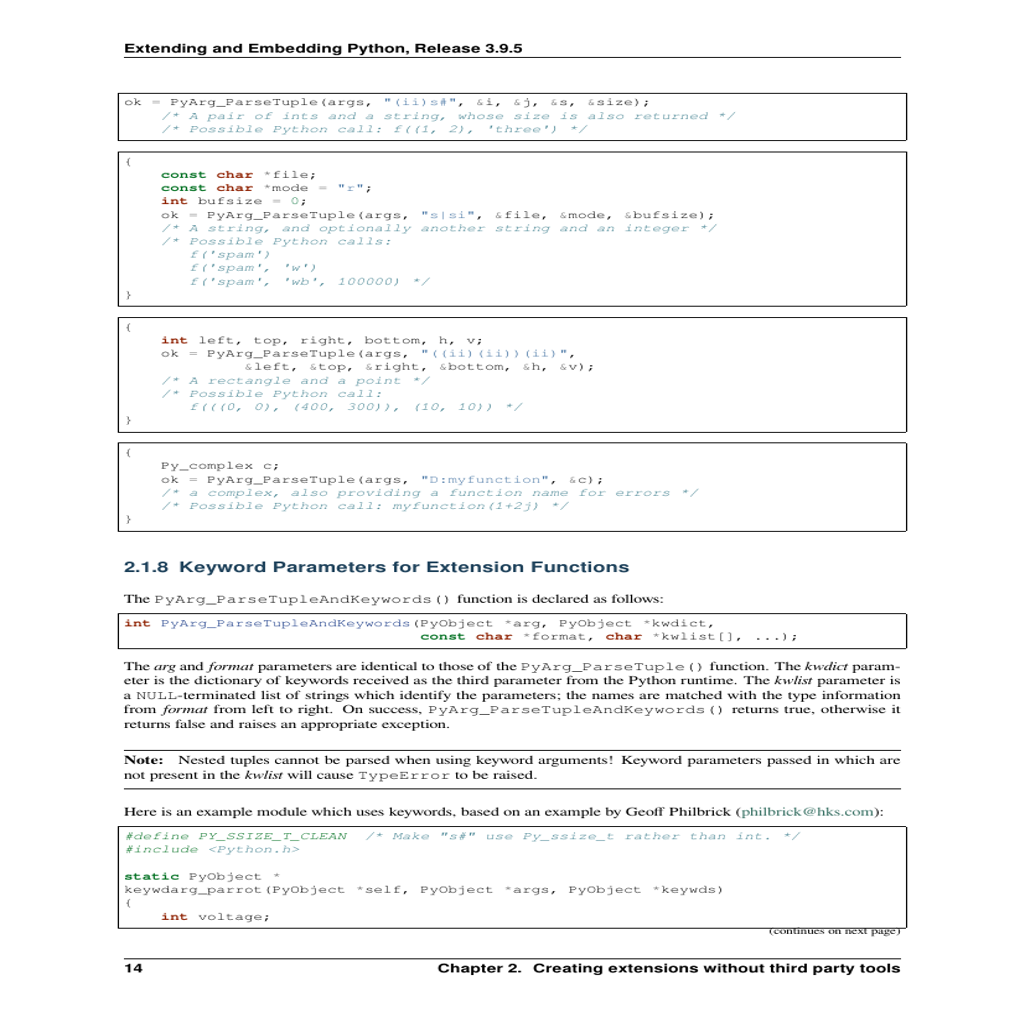 Extending and Embedding Python, Release 3.9.5
ok = PyArg_ParseTuple(args, "(ii)s#", &i, &j, &s, &size);
/* A pair of ints and a string, whose size is also returned */
/* Possible Python call: f((1, 2), 'three') */
{
const char *file;
const char *mode = "r";
int bufsize = 0;
ok = PyArg_ParseTuple(args, "s|si", &file, &mode, &bufsize);
/* A string, and optionally another string and an integer */
/* Possible Python calls:
f('spam')
f('spam', 'w')
f('spam', 'wb', 100000) */
}
{
int left, top, right, bottom, h, v;
ok = PyArg_ParseTuple(args, "((ii)(ii))(ii)",
&left, &top, &right, &bottom, &h, &v);
/* A rectangle and a point */
/* Possible Python call:
f(((0, 0), (400, 300)), (10, 10)) */
}
{
Py_complex c;
ok = PyArg_ParseTuple(args, "D:myfunction", &c);
/* a complex, also providing a function name for errors */
/* Possible Python call: myfunction(1+2j) */
}
2.1.8 Keyword Parameters for Extension Functions
The PyArg_ParseTupleAndKeywords() function is declared as follows:
int PyArg_ParseTupleAndKeywords(PyObject *arg, PyObject *kwdict,
const char *format, char *kwlist[], ...);
The arg and format parameters are identical to those of the PyArg_ParseTuple() function. The kwdict param-
eter is the dictionary of keywords received as the third parameter from the Python runtime. The kwlist parameter is
a NULL-terminated list of strings which identify the parameters; the names are matched with the type information
from format from left to right. On success, PyArg_ParseTupleAndKeywords() returns true, otherwise it
returns false and raises an appropriate exception.
Note: Nested tuples cannot be parsed when using keyword arguments! Keyword parameters passed in which are
not present in the kwlist will cause TypeError to be raised.
Here is an example module which uses keywords, based on an example by Geoff Philbrick (philbrick@hks.com):
#define PY_SSIZE_T_CLEAN /* Make "s#" use Py_ssize_t rather than int. */
#include <Python.h>
static PyObject *
keywdarg_parrot(PyObject *self, PyObject *args, PyObject *keywds)
{
int voltage;
(continues on next page)
14 Chapter 2. Creating extensions without third party tools